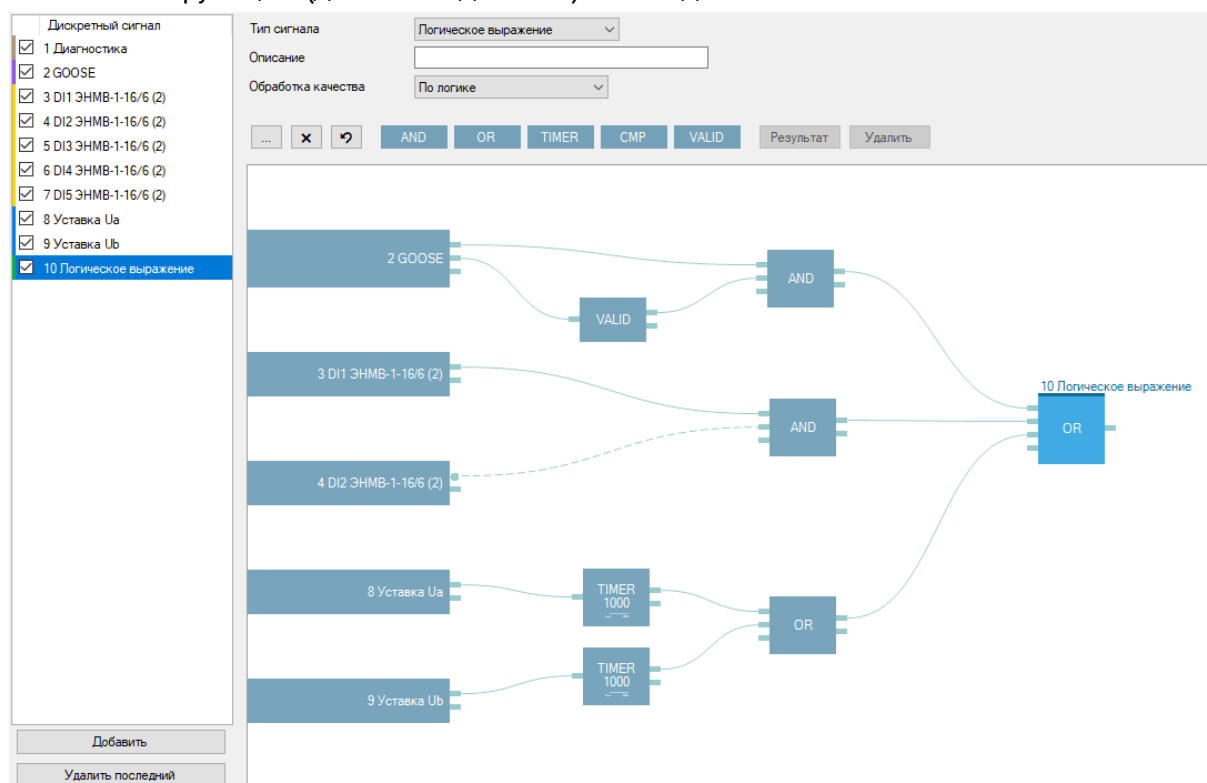 Дискретный сигнал
1 Диагностика
2 GOOSE
3 DI1 ЭНМВ-1-16/6 (2)
4 DI2 ЭНМВ-1-16/6 (2)
5 DI3 ЭНМВ-1-16/6 (2)
6 DI4 ЭНМВ-1-16/6 (2)
7 DI5 ЭНМВ-1-16/6 (2)
8 Уставка Ua
9 Уставка Ub
10 Логическое выражение
Добавить
Удалить последний
Тип сигнала Логическое выражение
Описание
Обработка качества По логике
... AND OR TIMER CMP VALID Результат Удалить
2 GOOSE
AND
VALID
3 DI1 ЭНМВ-1-16/6 (2)
10 Логическое выражение
AND
OR
4 DI2 ЭНМВ-1-16/6 (2)
8 Уставка Ua
TIMER
1000
OR
TIMER
1000
9 Уставка Ub